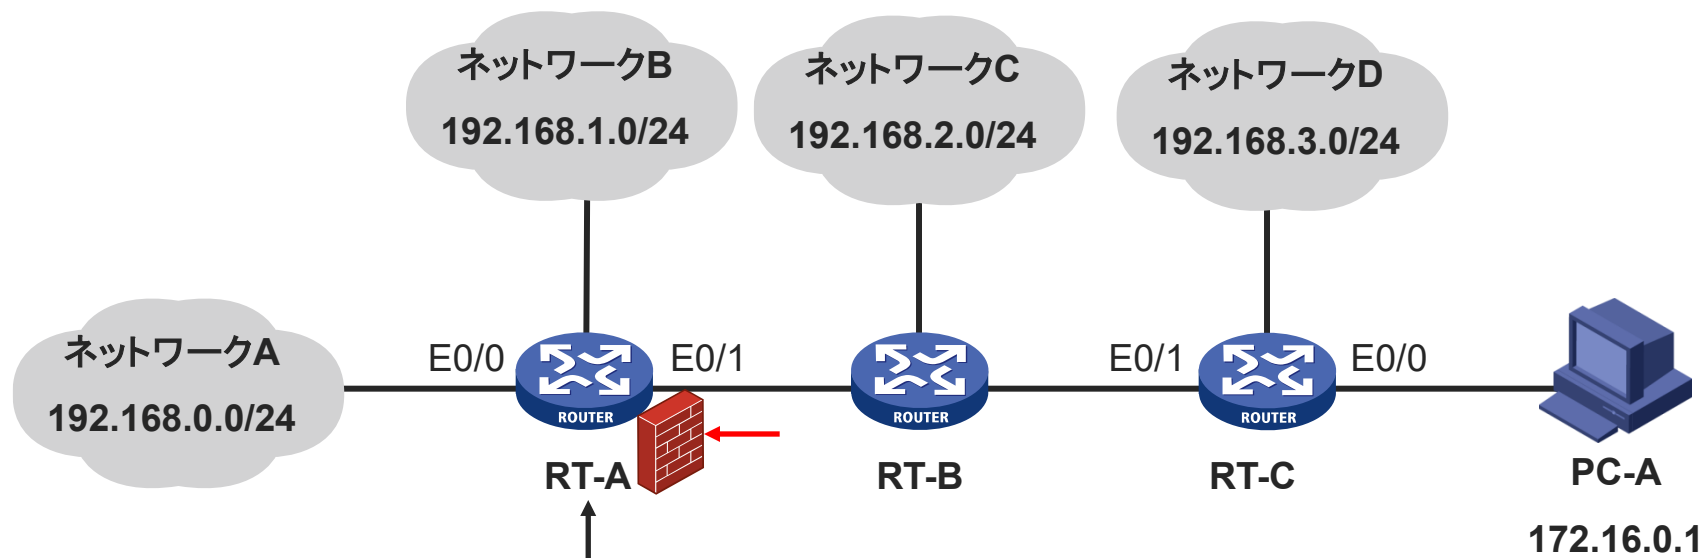 ネットワークB
192.168.1.0/24
ネットワークC
192.168.2.0/24
ネットワークD
192.168.3.0/24
ネットワークA
192.168.0.0/24
E0/0
E0/1
E0/1
E0/0
ROUTER
ROUTER
ROUTER
RT-A
RT-B
RT-C
PC-A
172.16.0.1